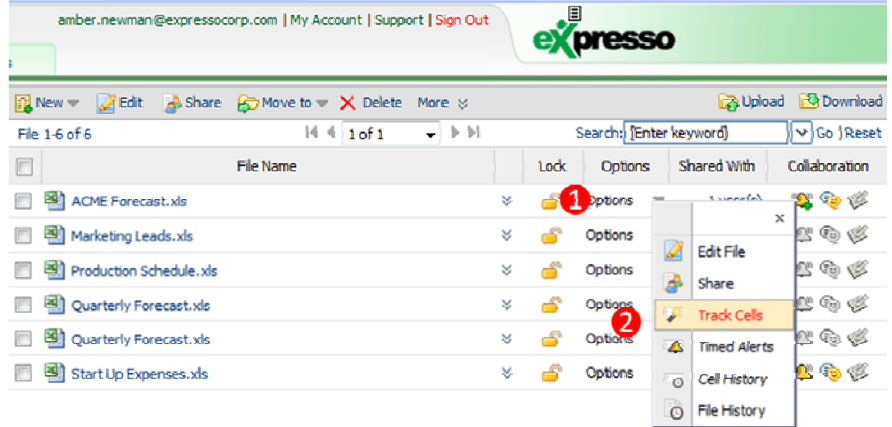 amber.newman@expressocorp.com | My Account | Support | Sign Out
expresso
s
New Edit Share Move to Delete More Upload Download
File 1-6 of 6 1 of 1 Search: [Enter keyword) Go ) Reset
File Name Lock Options Shared With Collaboration
ACME Forecast.xls 1 Options
x
Marketing Leads.xls Options
Edit File
Production Schedule.xls Options
Share
Quarterly Forecast.xls Options
2 Track Cells
Quarterly Forecast.xls Options
Timed Alerts
Start Up Expenses.xls Options
Cell History
File History